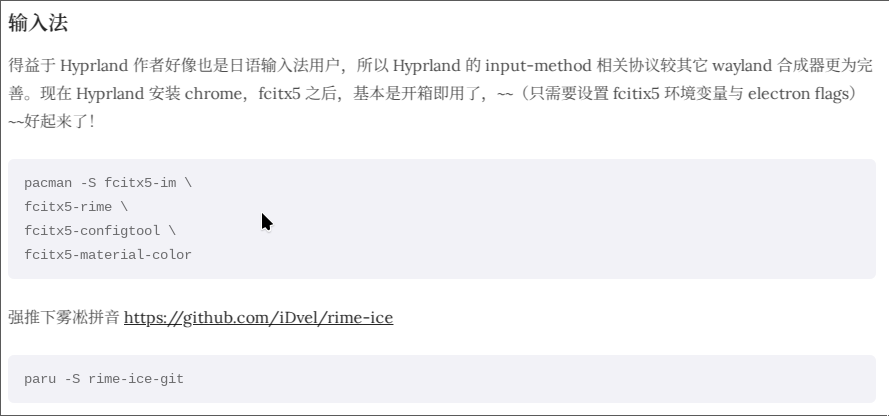 输入法
得益于 Hyprland 作者好像也是日语输入法用户，所以 Hyprland 的 input-method 相关协议较其它 wayland 合成器更为完
善。现在 Hyprland 安装 chrome，fcitx5 之后，基本是开箱即用了，~~（只需要设置 fcitix5 环境变量与 electron flags）
~~好起来了！
pacman -S fcitx5-im \
fcitx5-rime \
fcitx5-configtool \
fcitx5-material-color
强推下雾凇拼音 https://github.com/iDvel/rime-ice
paru -S rime-ice-git